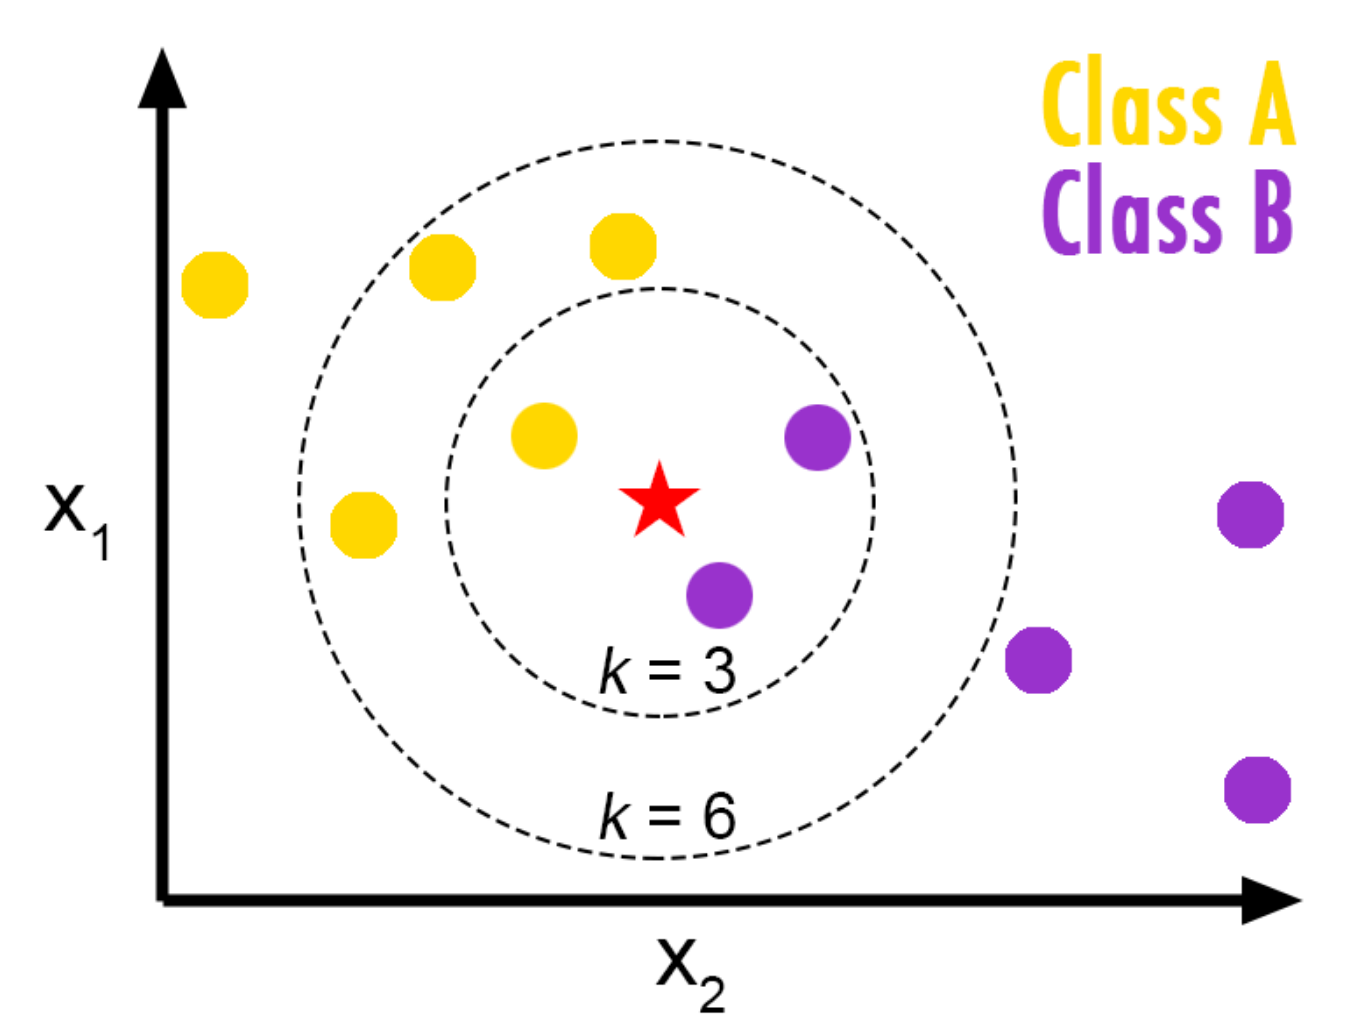 Class A
Class B
x₁
k = 3
k = 6
x₂